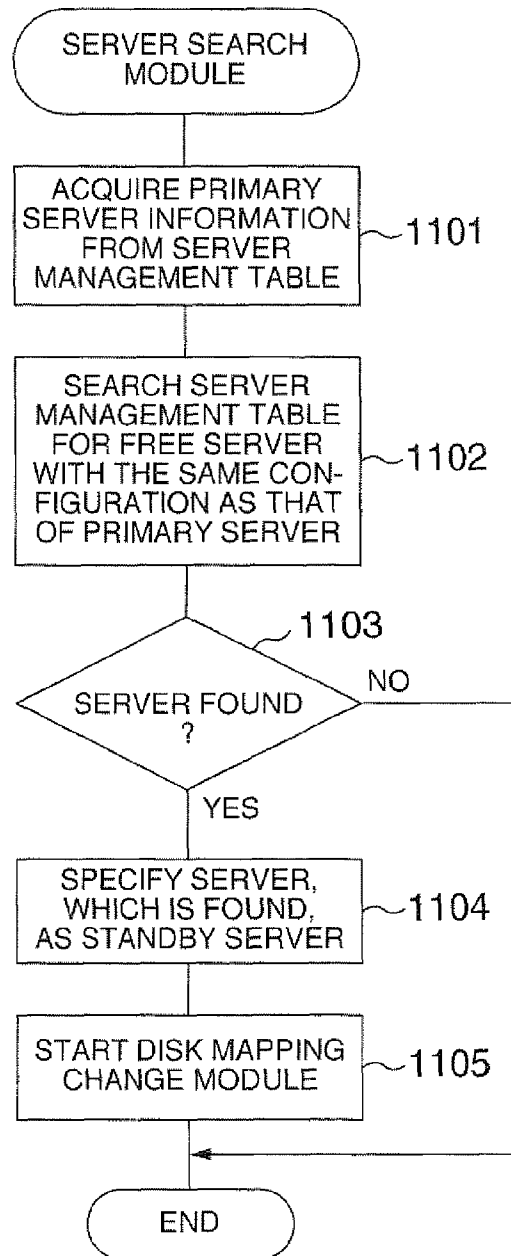 SERVER SEARCH
MODULE
ACQUIRE PRIMARY
SERVER INFORMATION
FROM SERVER
MANAGEMENT TABLE
1101
SEARCH SERVER
MANAGEMENT TABLE
FOR FREE SERVER
WITH THE SAME CON-
FIGURATION AS THAT
OF PRIMARY SERVER
1102
1103
SERVER FOUND
?
NO
YES
SPECIFY SERVER,
WHICH IS FOUND,
AS STANDBY SERVER
1104
START DISK MAPPING
CHANGE MODULE
1105
END